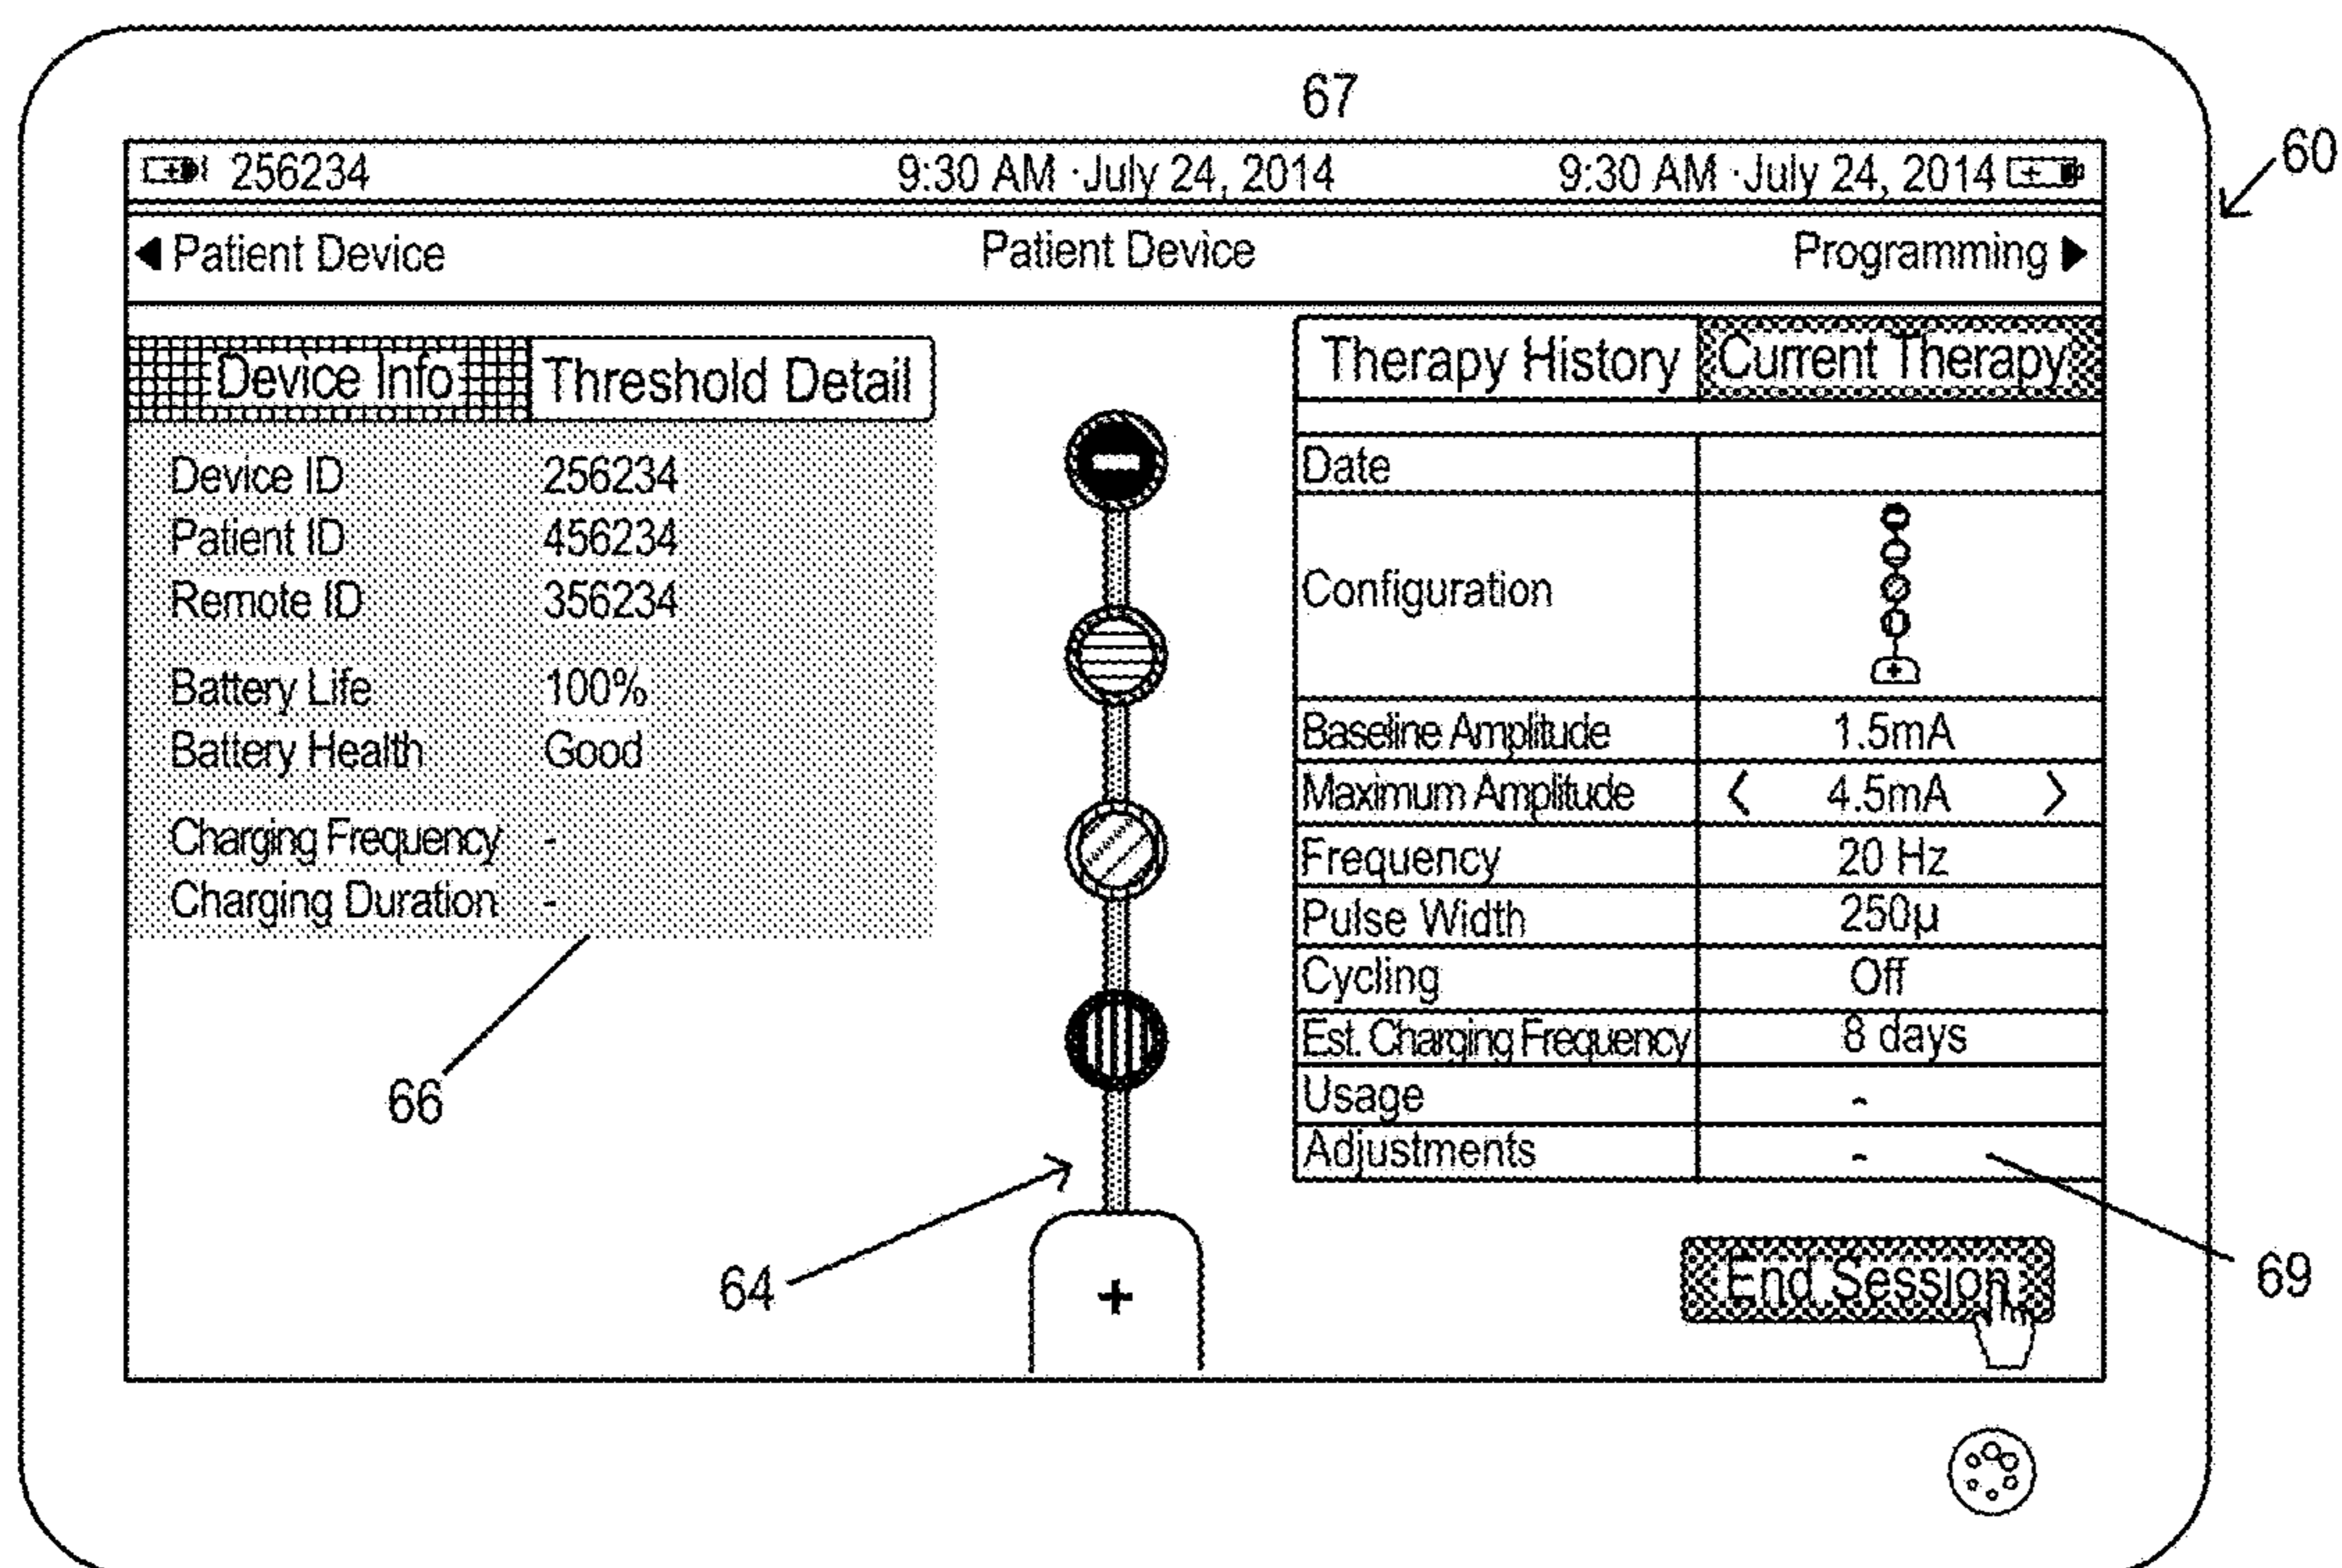 67
60
256234 9:30 AM ·July 24, 2014 9:30 AM ·July 24, 2014
◀ Patient Device Patient Device Programming ▶
Device Info Threshold Detail
Device ID 256234
Patient ID 456234
Remote ID 356234
Battery Life 100%
Battery Health Good
Charging Frequency -
Charging Duration -
66
64
+
Therapy History Current Therapy
Date
Configuration
+
Baseline Amplitude 1.5mA
Maximum Amplitude < 4.5mA >
Frequency 20 Hz
Pulse Width 250µ
Cycling Off
Est. Charging Frequency 8 days
Usage -
Adjustments -
End Session
69